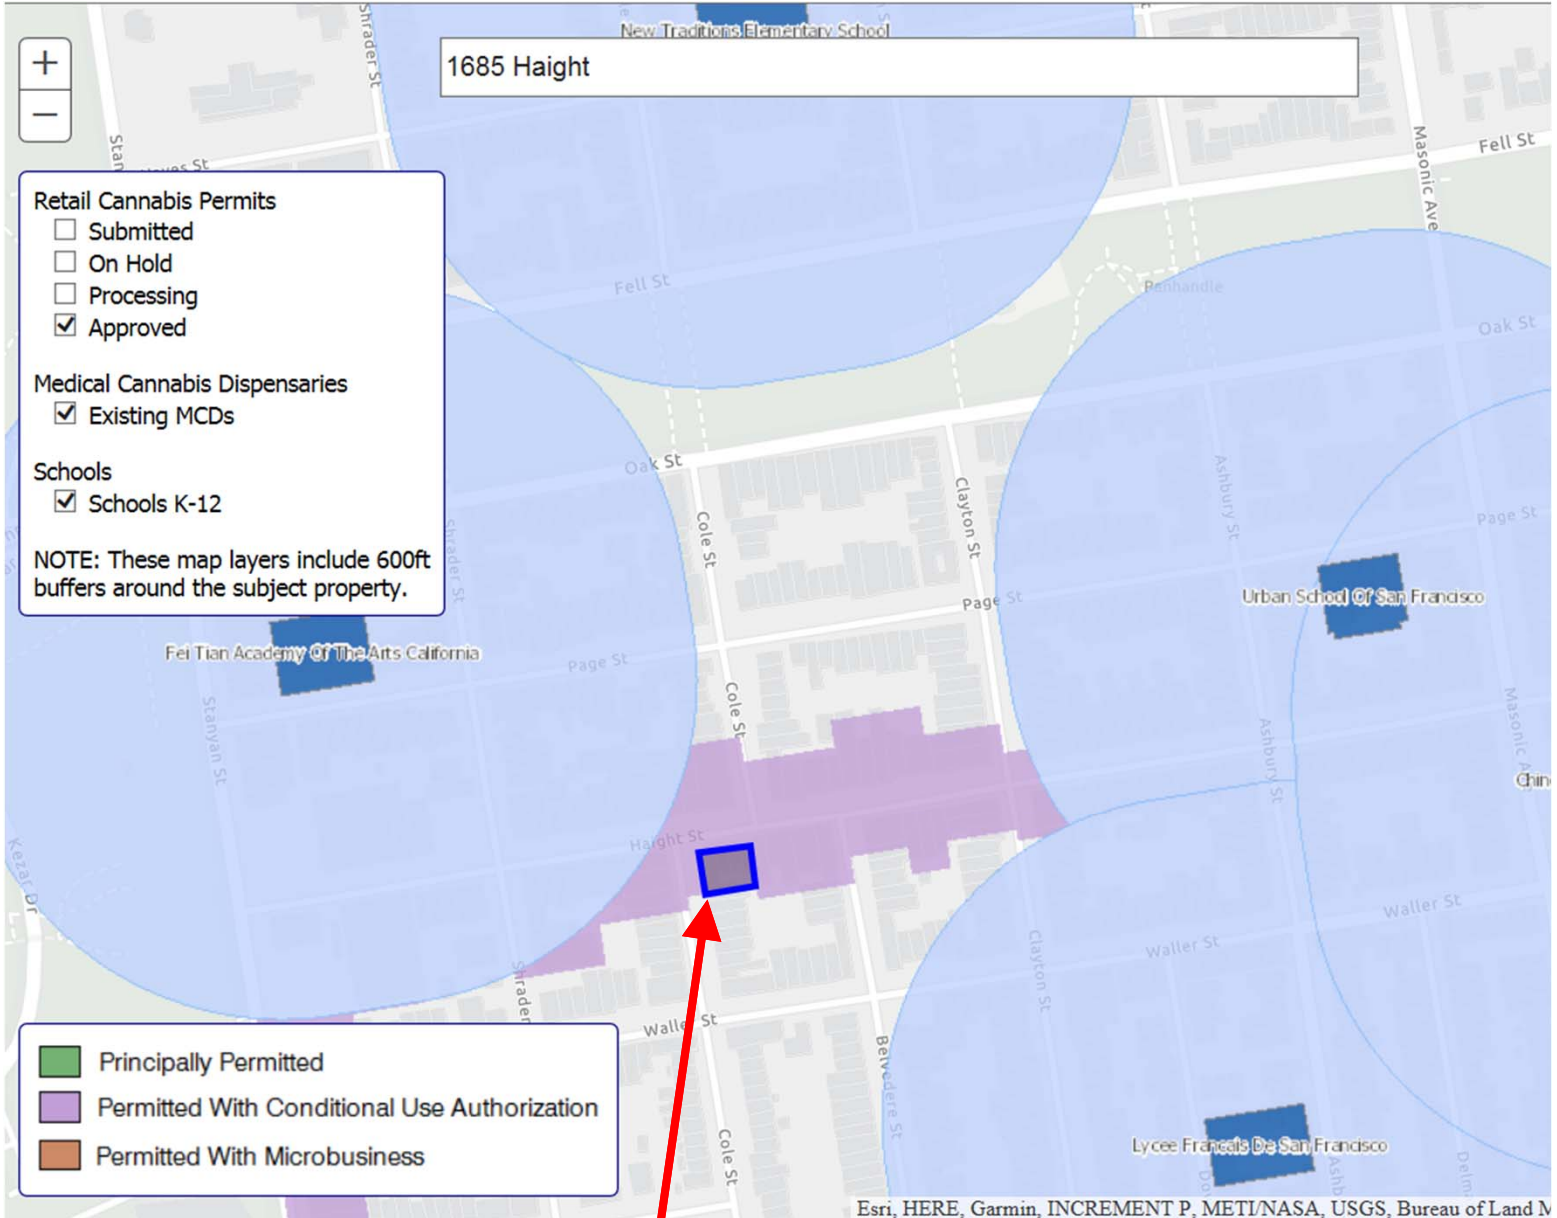 New Traditions Elementary School
1685 Haight
+
−
Shrader St
Masonic Ave
Fell St
Retail Cannabis Permits
Submitted
On Hold
Processing
Approved
Medical Cannabis Dispensaries
Existing MCDs
Schools
Schools K-12
NOTE: These map layers include 600ft
buffers around the subject property.
Fell St
Panhandle
Oak St
Oak St
Cole St
Clayton St
Ashbury St
Page St
Shrader St
Page St
Urban School Of San Francisco
Fei Tian Academy Of The Arts California
Page St
Stanyan St
Cole St
Ashbury St
Haight St
Kezar Dr
Waller St
Waller St
Clayton St
Shrader
Waller St
Belvedere St
Principally Permitted
Permitted With Conditional Use Authorization
Permitted With Microbusiness
Cole St
Lycee Francais De San Francisco
Esri, HERE, Garmin, INCREMENT P, METI/NASA, USGS, Bureau of Land